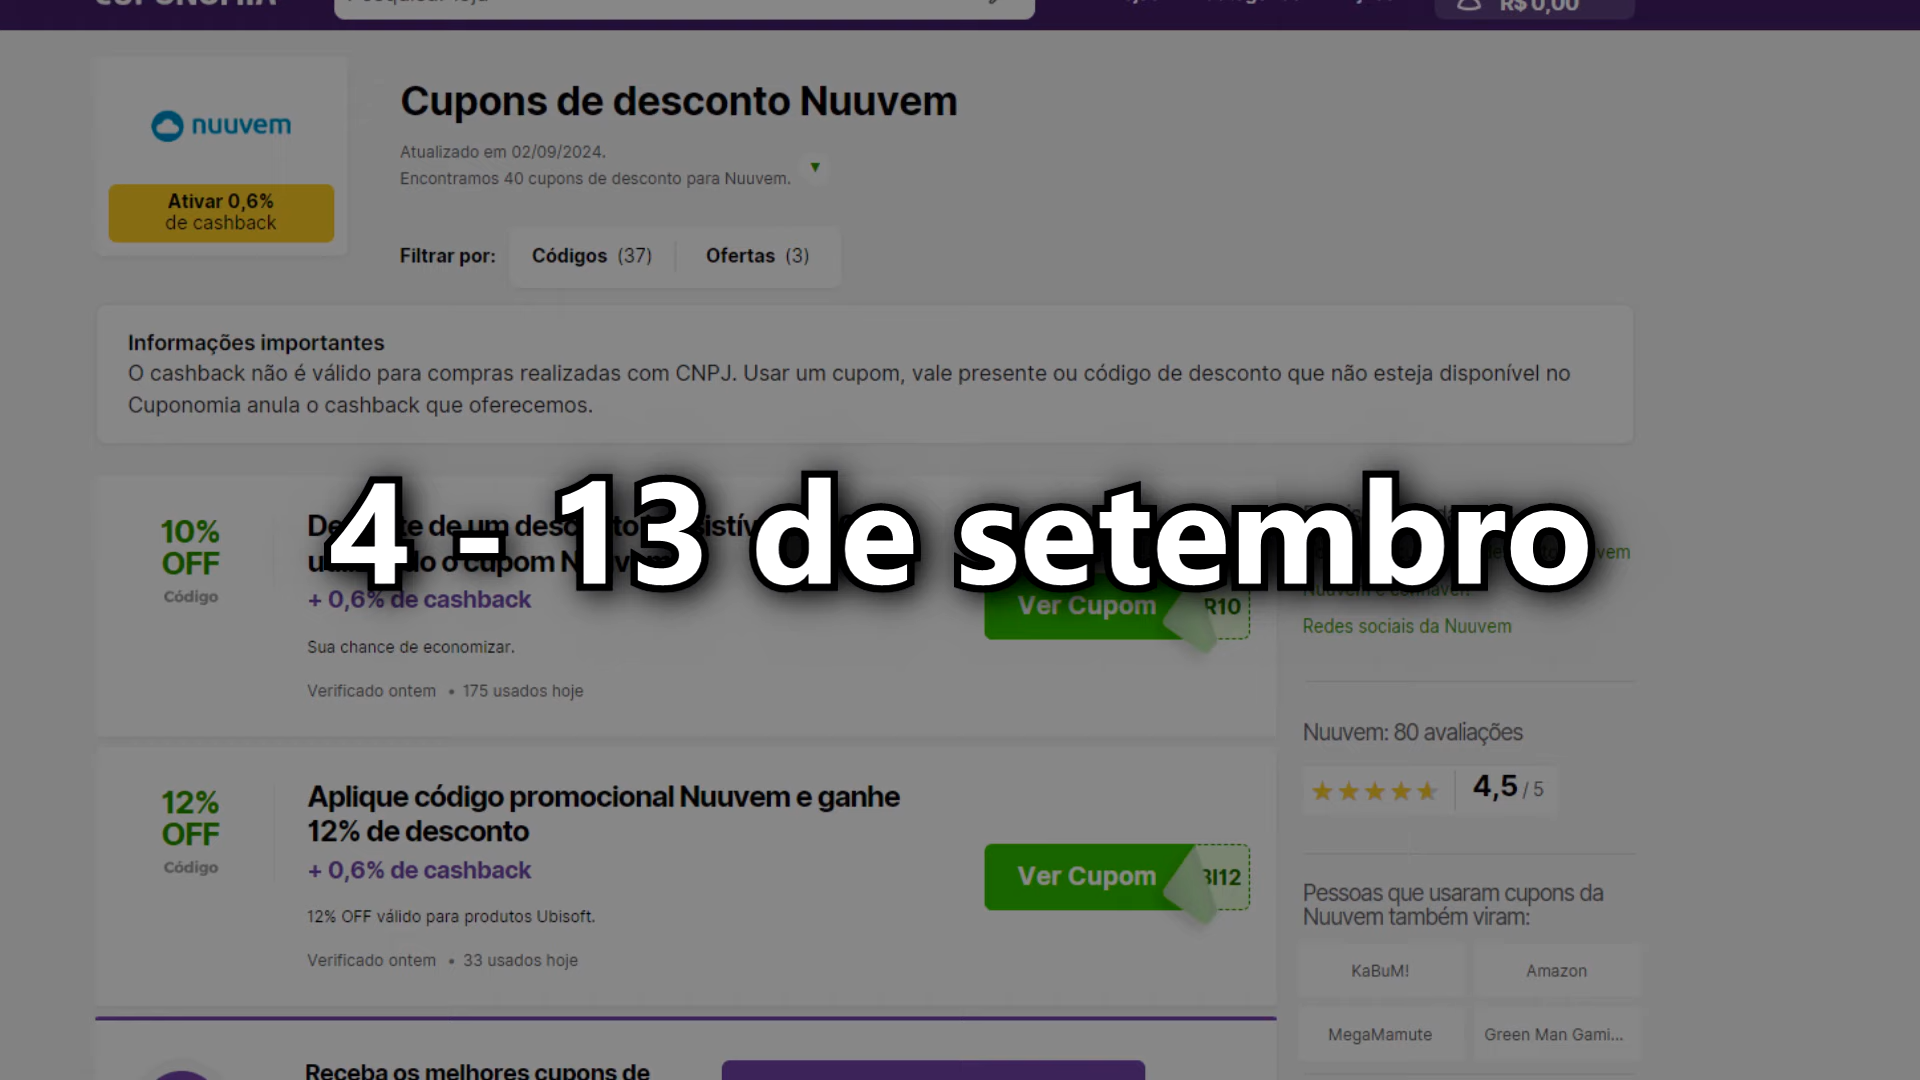 CUPONOMIA
R$ 0,00
nuuvem
Ativar 0,6%
de cashback
Cupons de desconto Nuuvem
Atualizado em 02/09/2024.
Encontramos 40 cupons de desconto para Nuuvem.
Filtrar por:
Códigos (37)
Ofertas (3)
Informações importantes
O cashback não é válido para compras realizadas com CNPJ. Usar um cupom, vale presente ou código de desconto que não esteja disponível no
Cuponomia anula o cashback que oferecemos.
4 - 13 de setembro
10%
OFF
Código
+ 0,6% de cashback
Sua chance de economizar.
Verificado ontem • 175 usados hoje
Ver Cupom
R10
Redes sociais da Nuuvem
Nuuvem: 80 avaliações
4,5 / 5
12%
OFF
Código
Aplique código promocional Nuuvem e ganhe
12% de desconto
+ 0,6% de cashback
12% OFF válido para produtos Ubisoft.
Verificado ontem • 33 usados hoje
Ver Cupom
BI12
Pessoas que usaram cupons da
Nuuvem também viram:
KaBuM!
Amazon
MegaMamute
Green Man Gami...
Receba os melhores cupons de